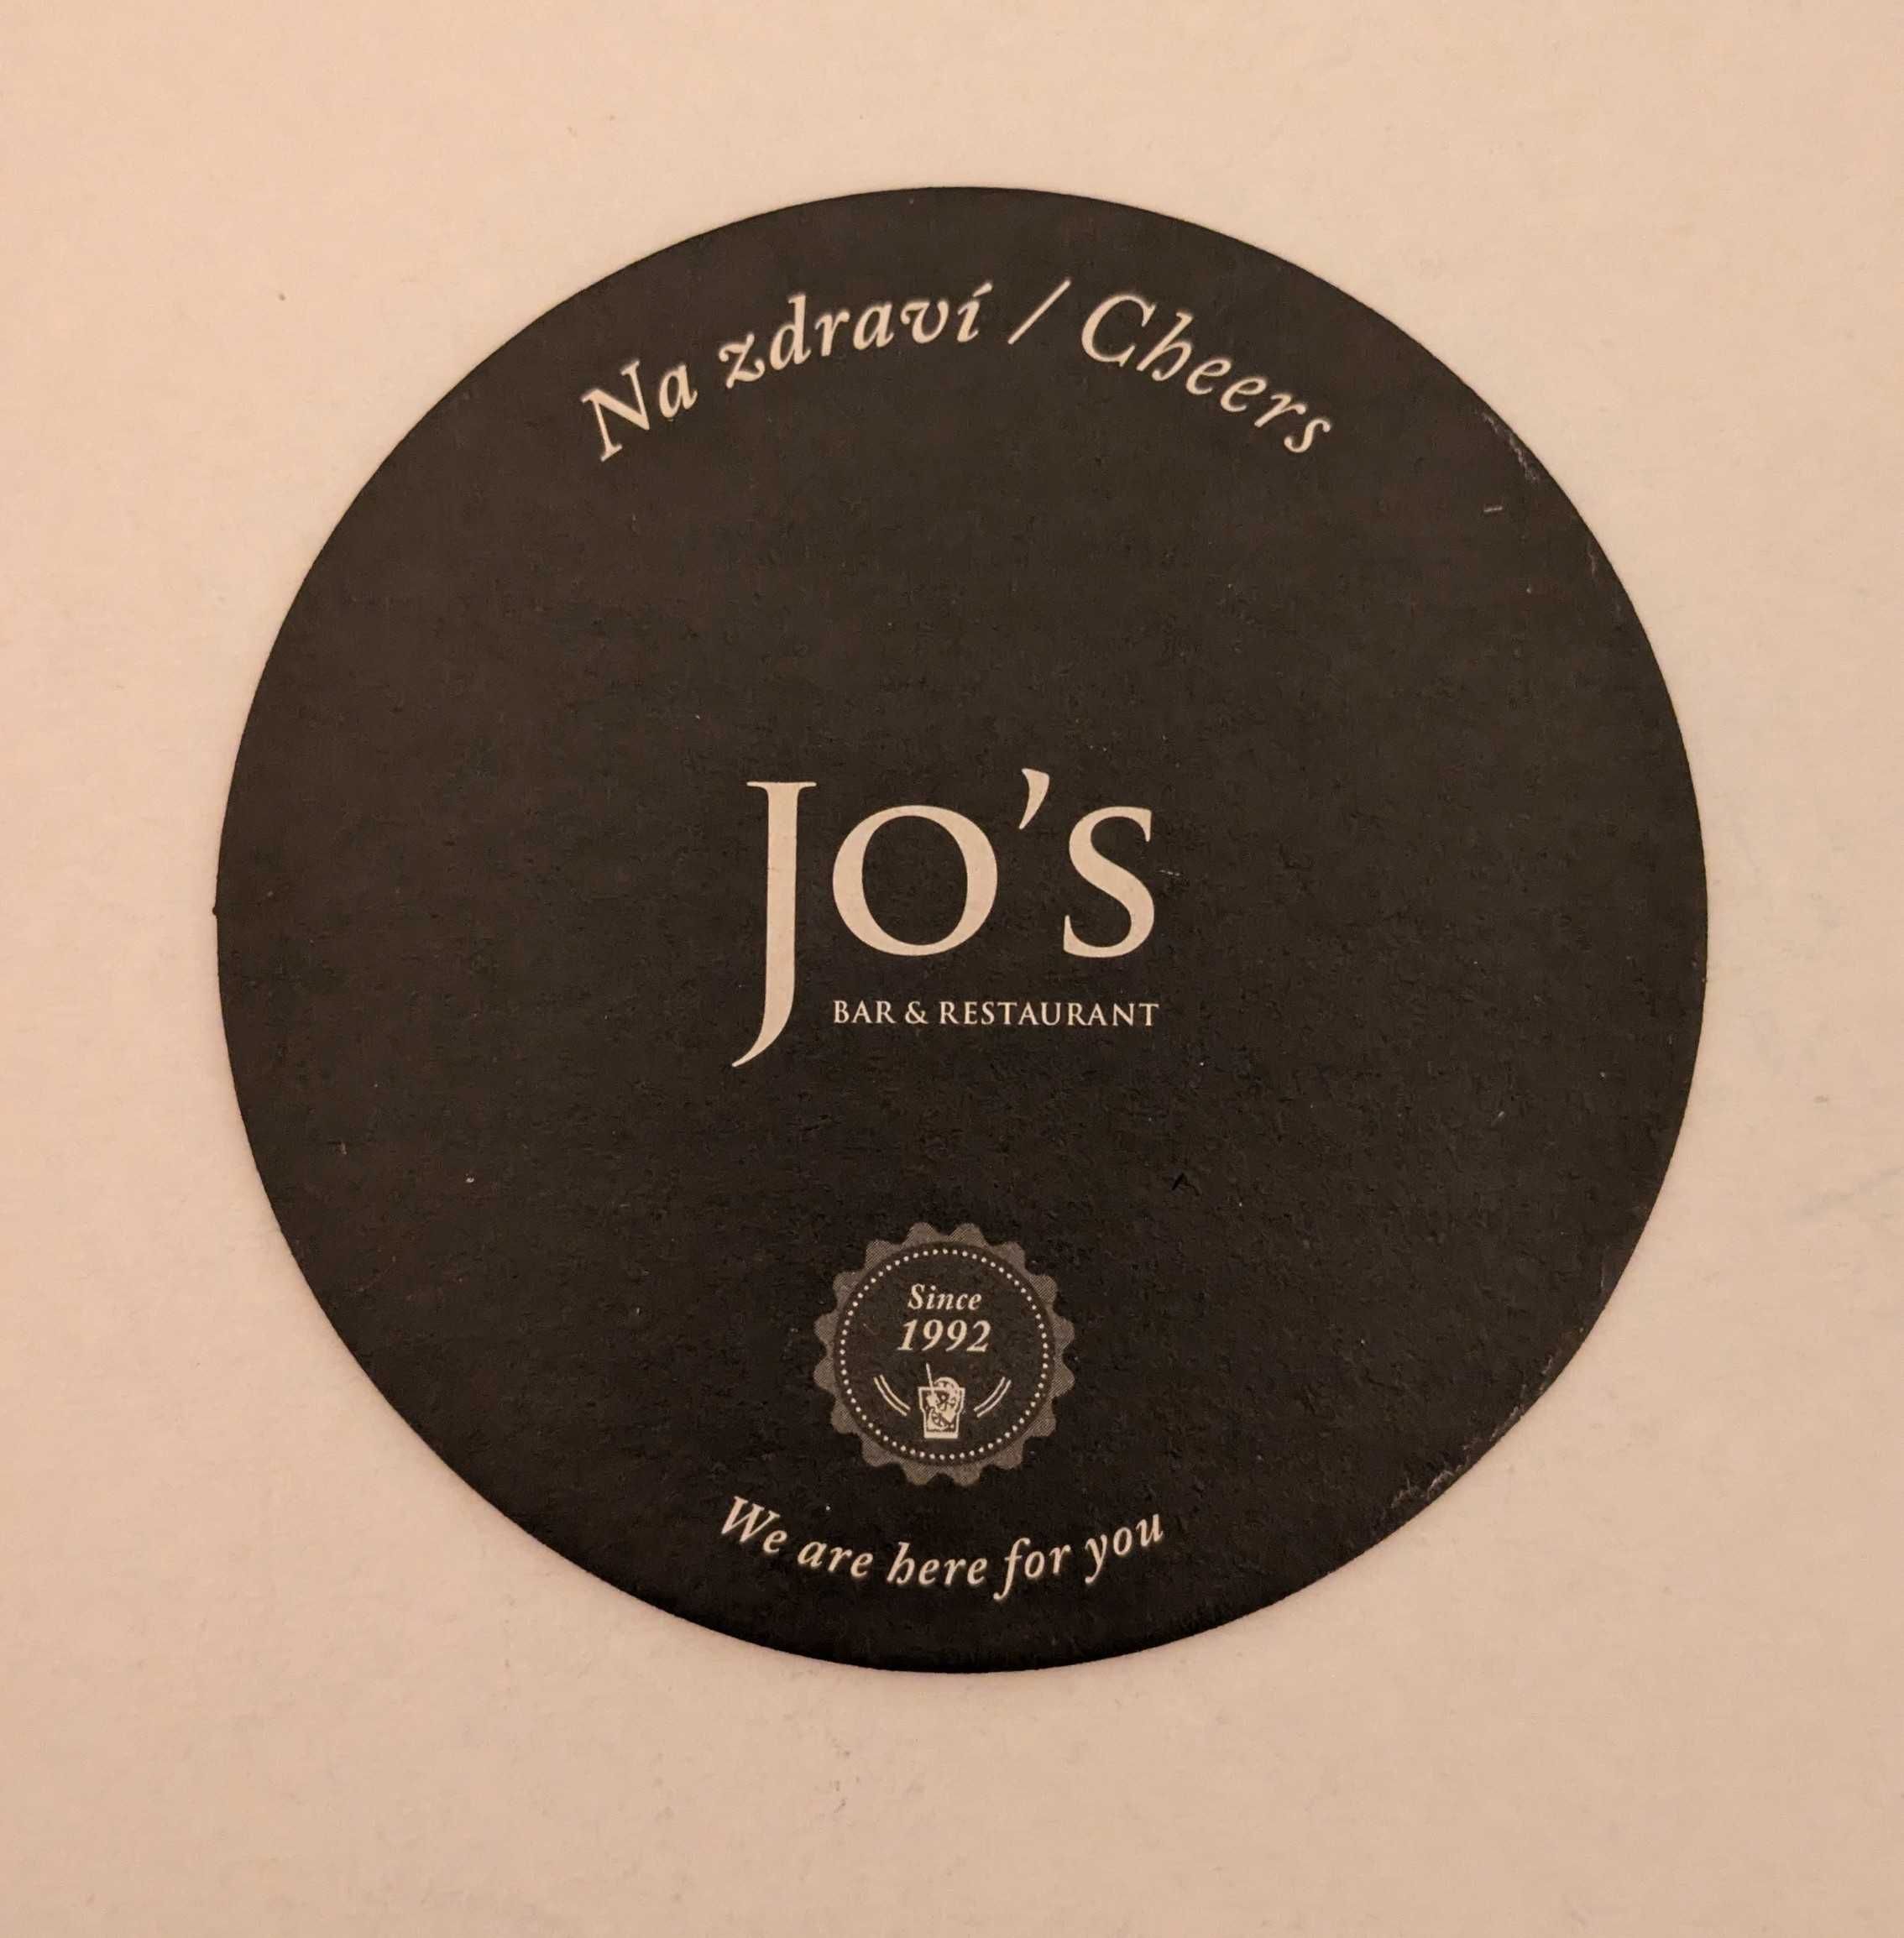 Na zdraví / Cheers
Jo's
BAR & RESTAURANT
Since
1992
We are here for you